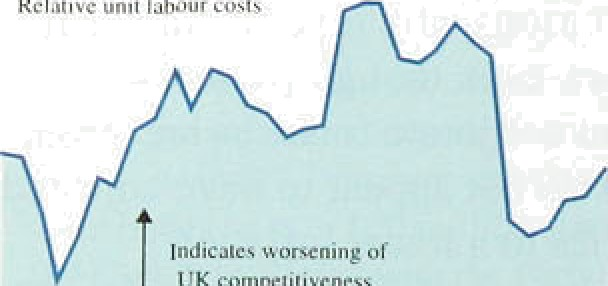 Relative unit labour costs
Indicates worsening of
UK competitiveness